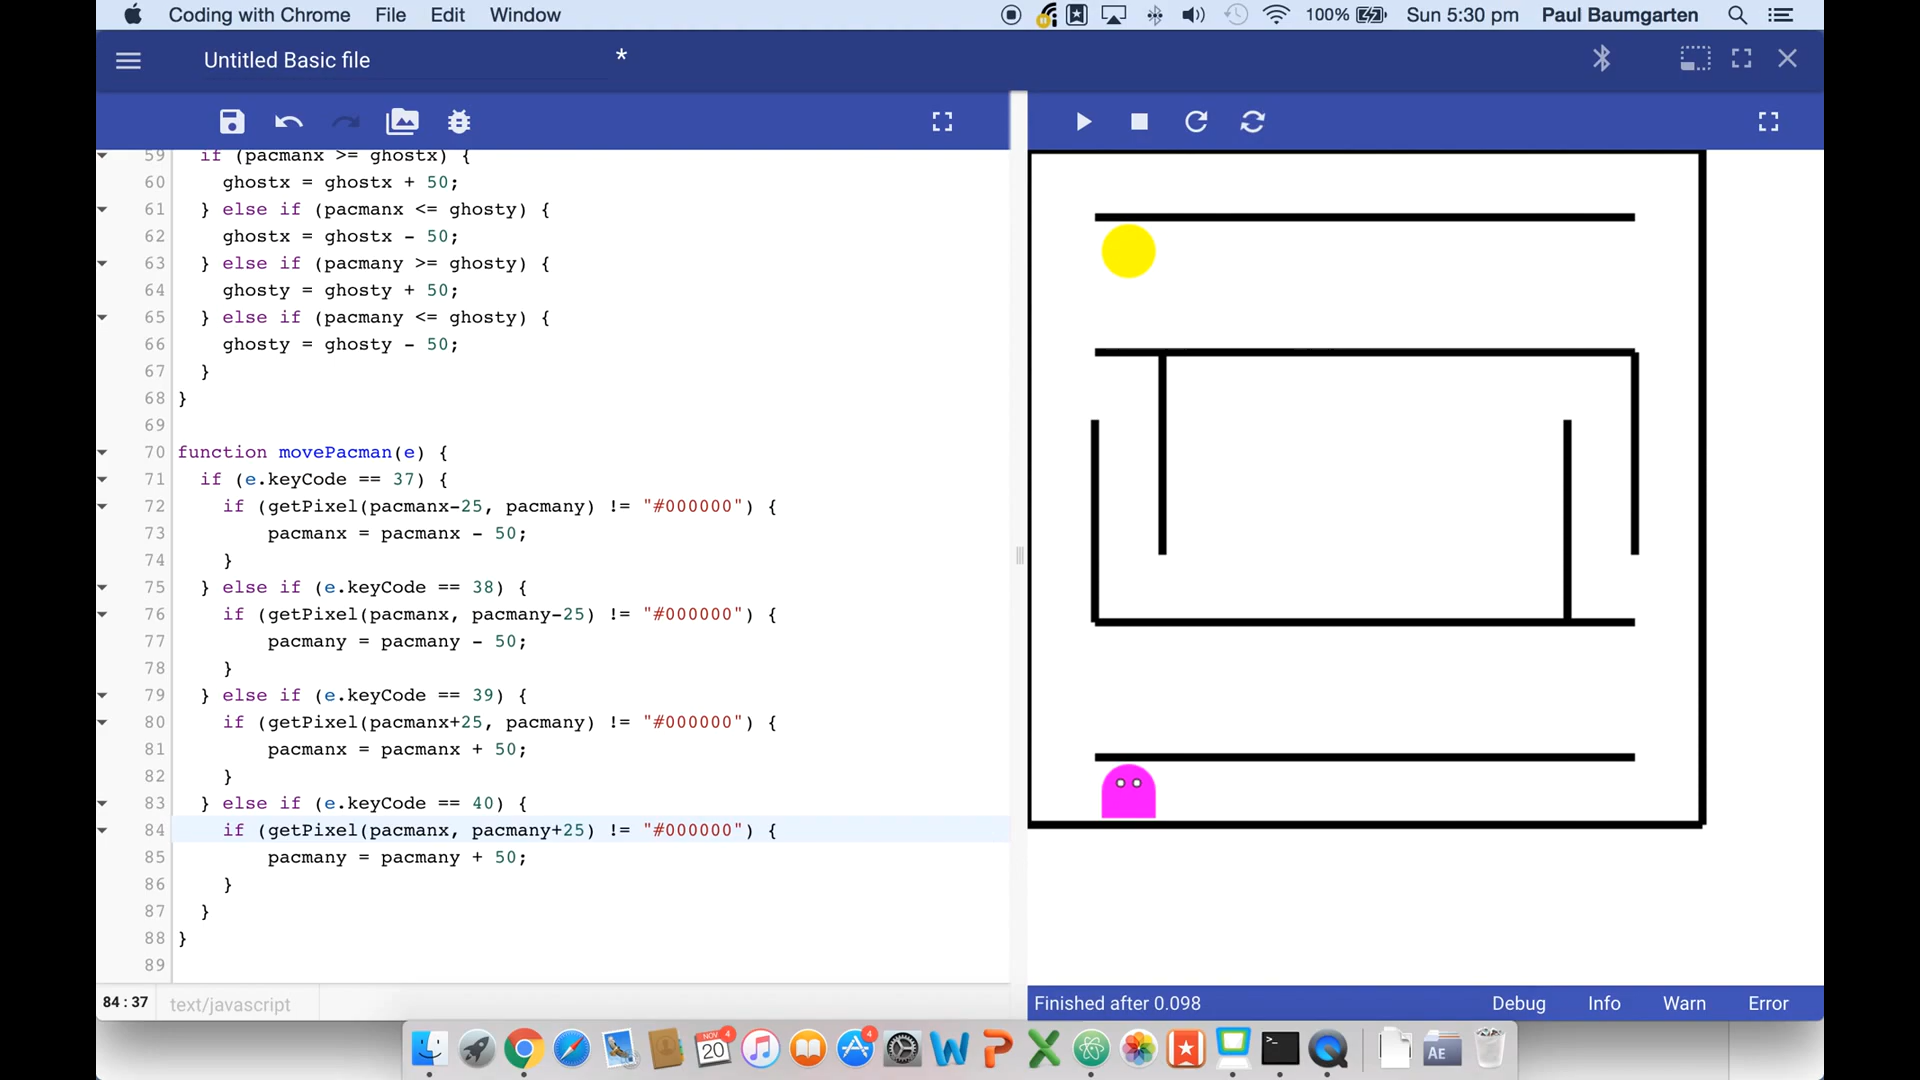 Coding with Chrome File Edit Window 100% Sun 5:30 pm Paul Baumgarten
Untitled Basic file *
59 if (pacmanx >= ghostx) {
60 ghostx = ghostx + 50;
61 } else if (pacmanx <= ghosty) {
62 ghostx = ghostx - 50;
63 } else if (pacmany >= ghosty) {
64 ghosty = ghosty + 50;
65 } else if (pacmany <= ghosty) {
66 ghosty = ghosty - 50;
67 }
68 }
69
70 function movePacman(e) {
71 if (e.keyCode == 37) {
72 if (getPixel(pacmanx-25, pacmany) != "#000000") {
73 pacmanx = pacmanx - 50;
74 }
75 } else if (e.keyCode == 38) {
76 if (getPixel(pacmanx, pacmany-25) != "#000000") {
77 pacmany = pacmany - 50;
78 }
79 } else if (e.keyCode == 39) {
80 if (getPixel(pacmanx+25, pacmany) != "#000000") {
81 pacmanx = pacmanx + 50;
82 }
83 } else if (e.keyCode == 40) {
84 if (getPixel(pacmanx, pacmany+25) != "#000000") {
85 pacmany = pacmany + 50;
86 }
87 }
88 }
89
84 : 37 text/javascript
Finished after 0.098 Debug Info Warn Error
NOV
20
4
4
W
P
X
>_
AE